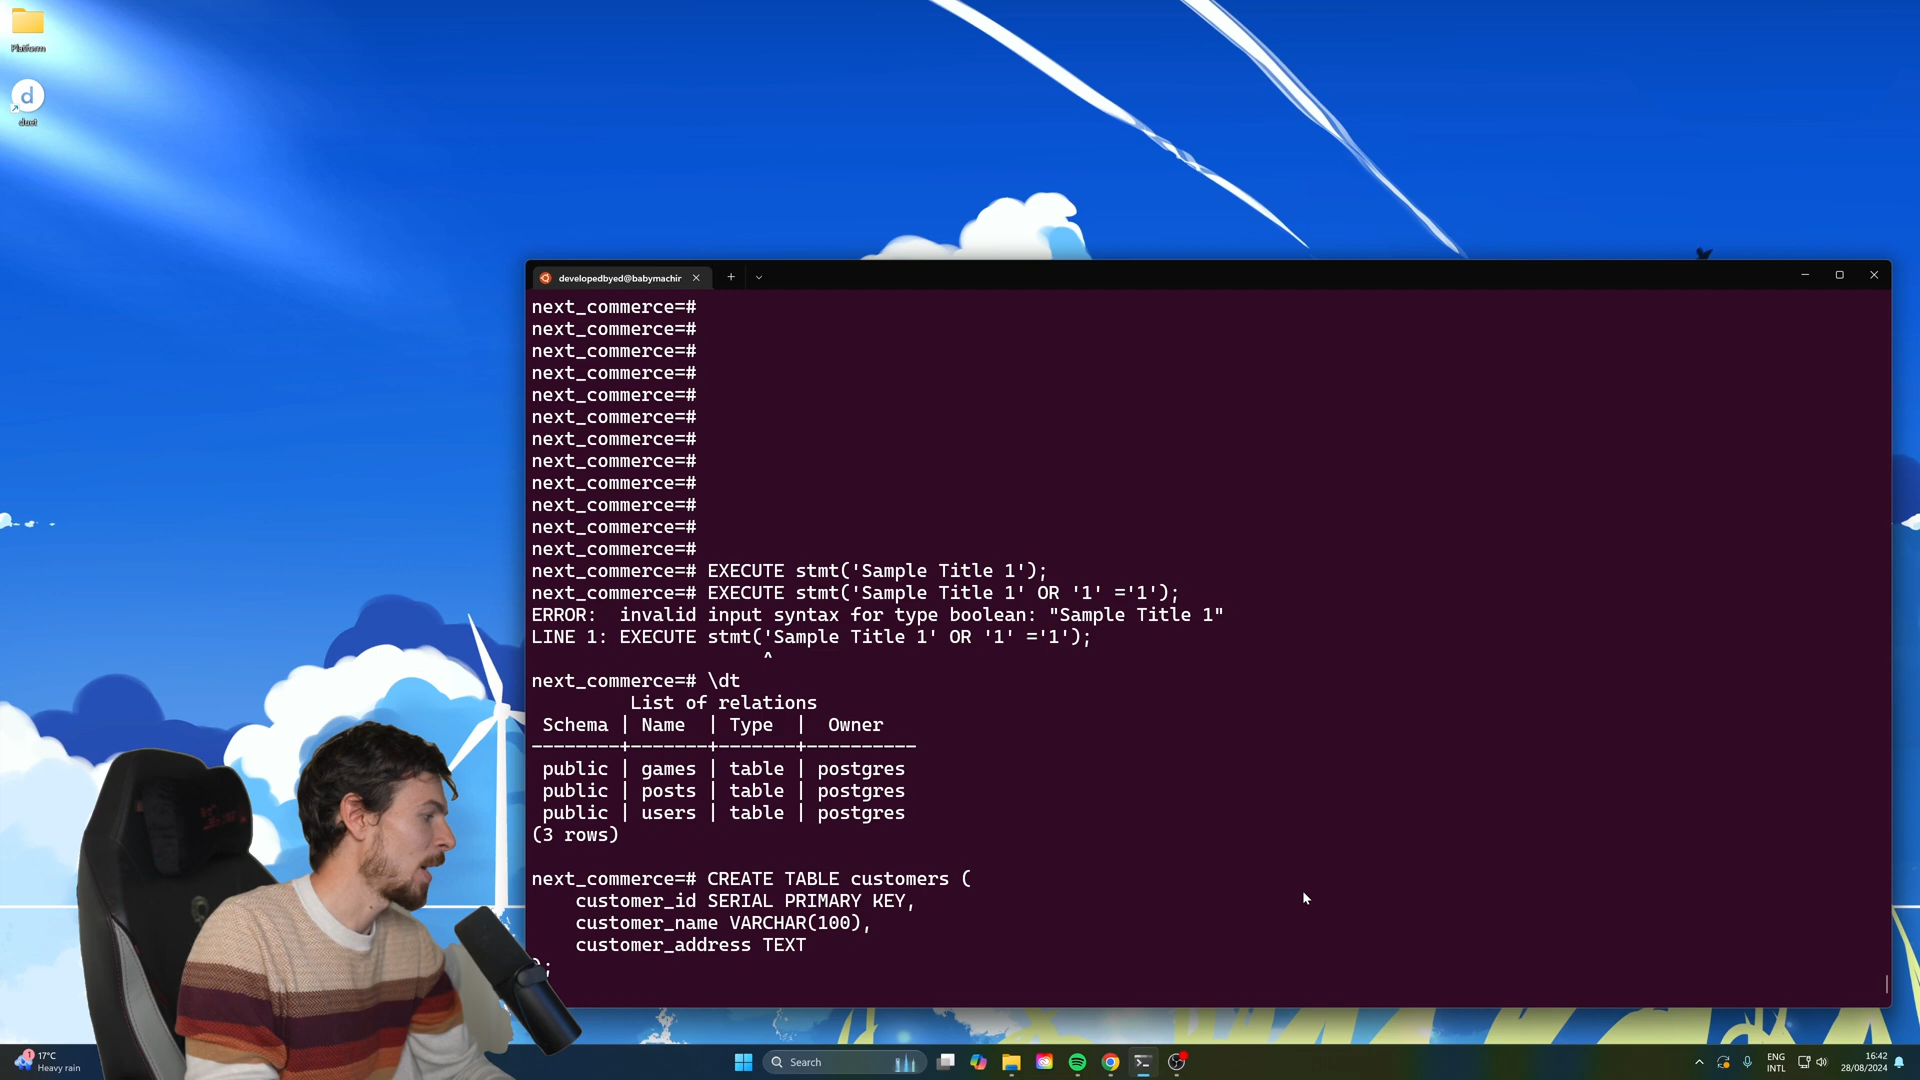 Platform
d
duet
developedbyed@babymachir
next_commerce=#
next_commerce=#
next_commerce=#
next_commerce=#
next_commerce=#
next_commerce=#
next_commerce=#
next_commerce=#
next_commerce=#
next_commerce=#
next_commerce=#
next_commerce=#
next_commerce=# EXECUTE stmt('Sample Title 1');
next_commerce=# EXECUTE stmt('Sample Title 1' OR '1' ='1');
ERROR:  invalid input syntax for type boolean: "Sample Title 1"
LINE 1: EXECUTE stmt('Sample Title 1' OR '1' ='1');
^
next_commerce=# \dt
List of relations
Schema | Name | Type | Owner
--------+-------+-------+----------
public | games | table | postgres
public | posts | table | postgres
public | users | table | postgres
(3 rows)
next_commerce=# CREATE TABLE customers (
customer_id SERIAL PRIMARY KEY,
customer_name VARCHAR(100),
customer_address TEXT
);
1
17°C
Heavy rain
Search
ENG
INTL
16:42
28/08/2024